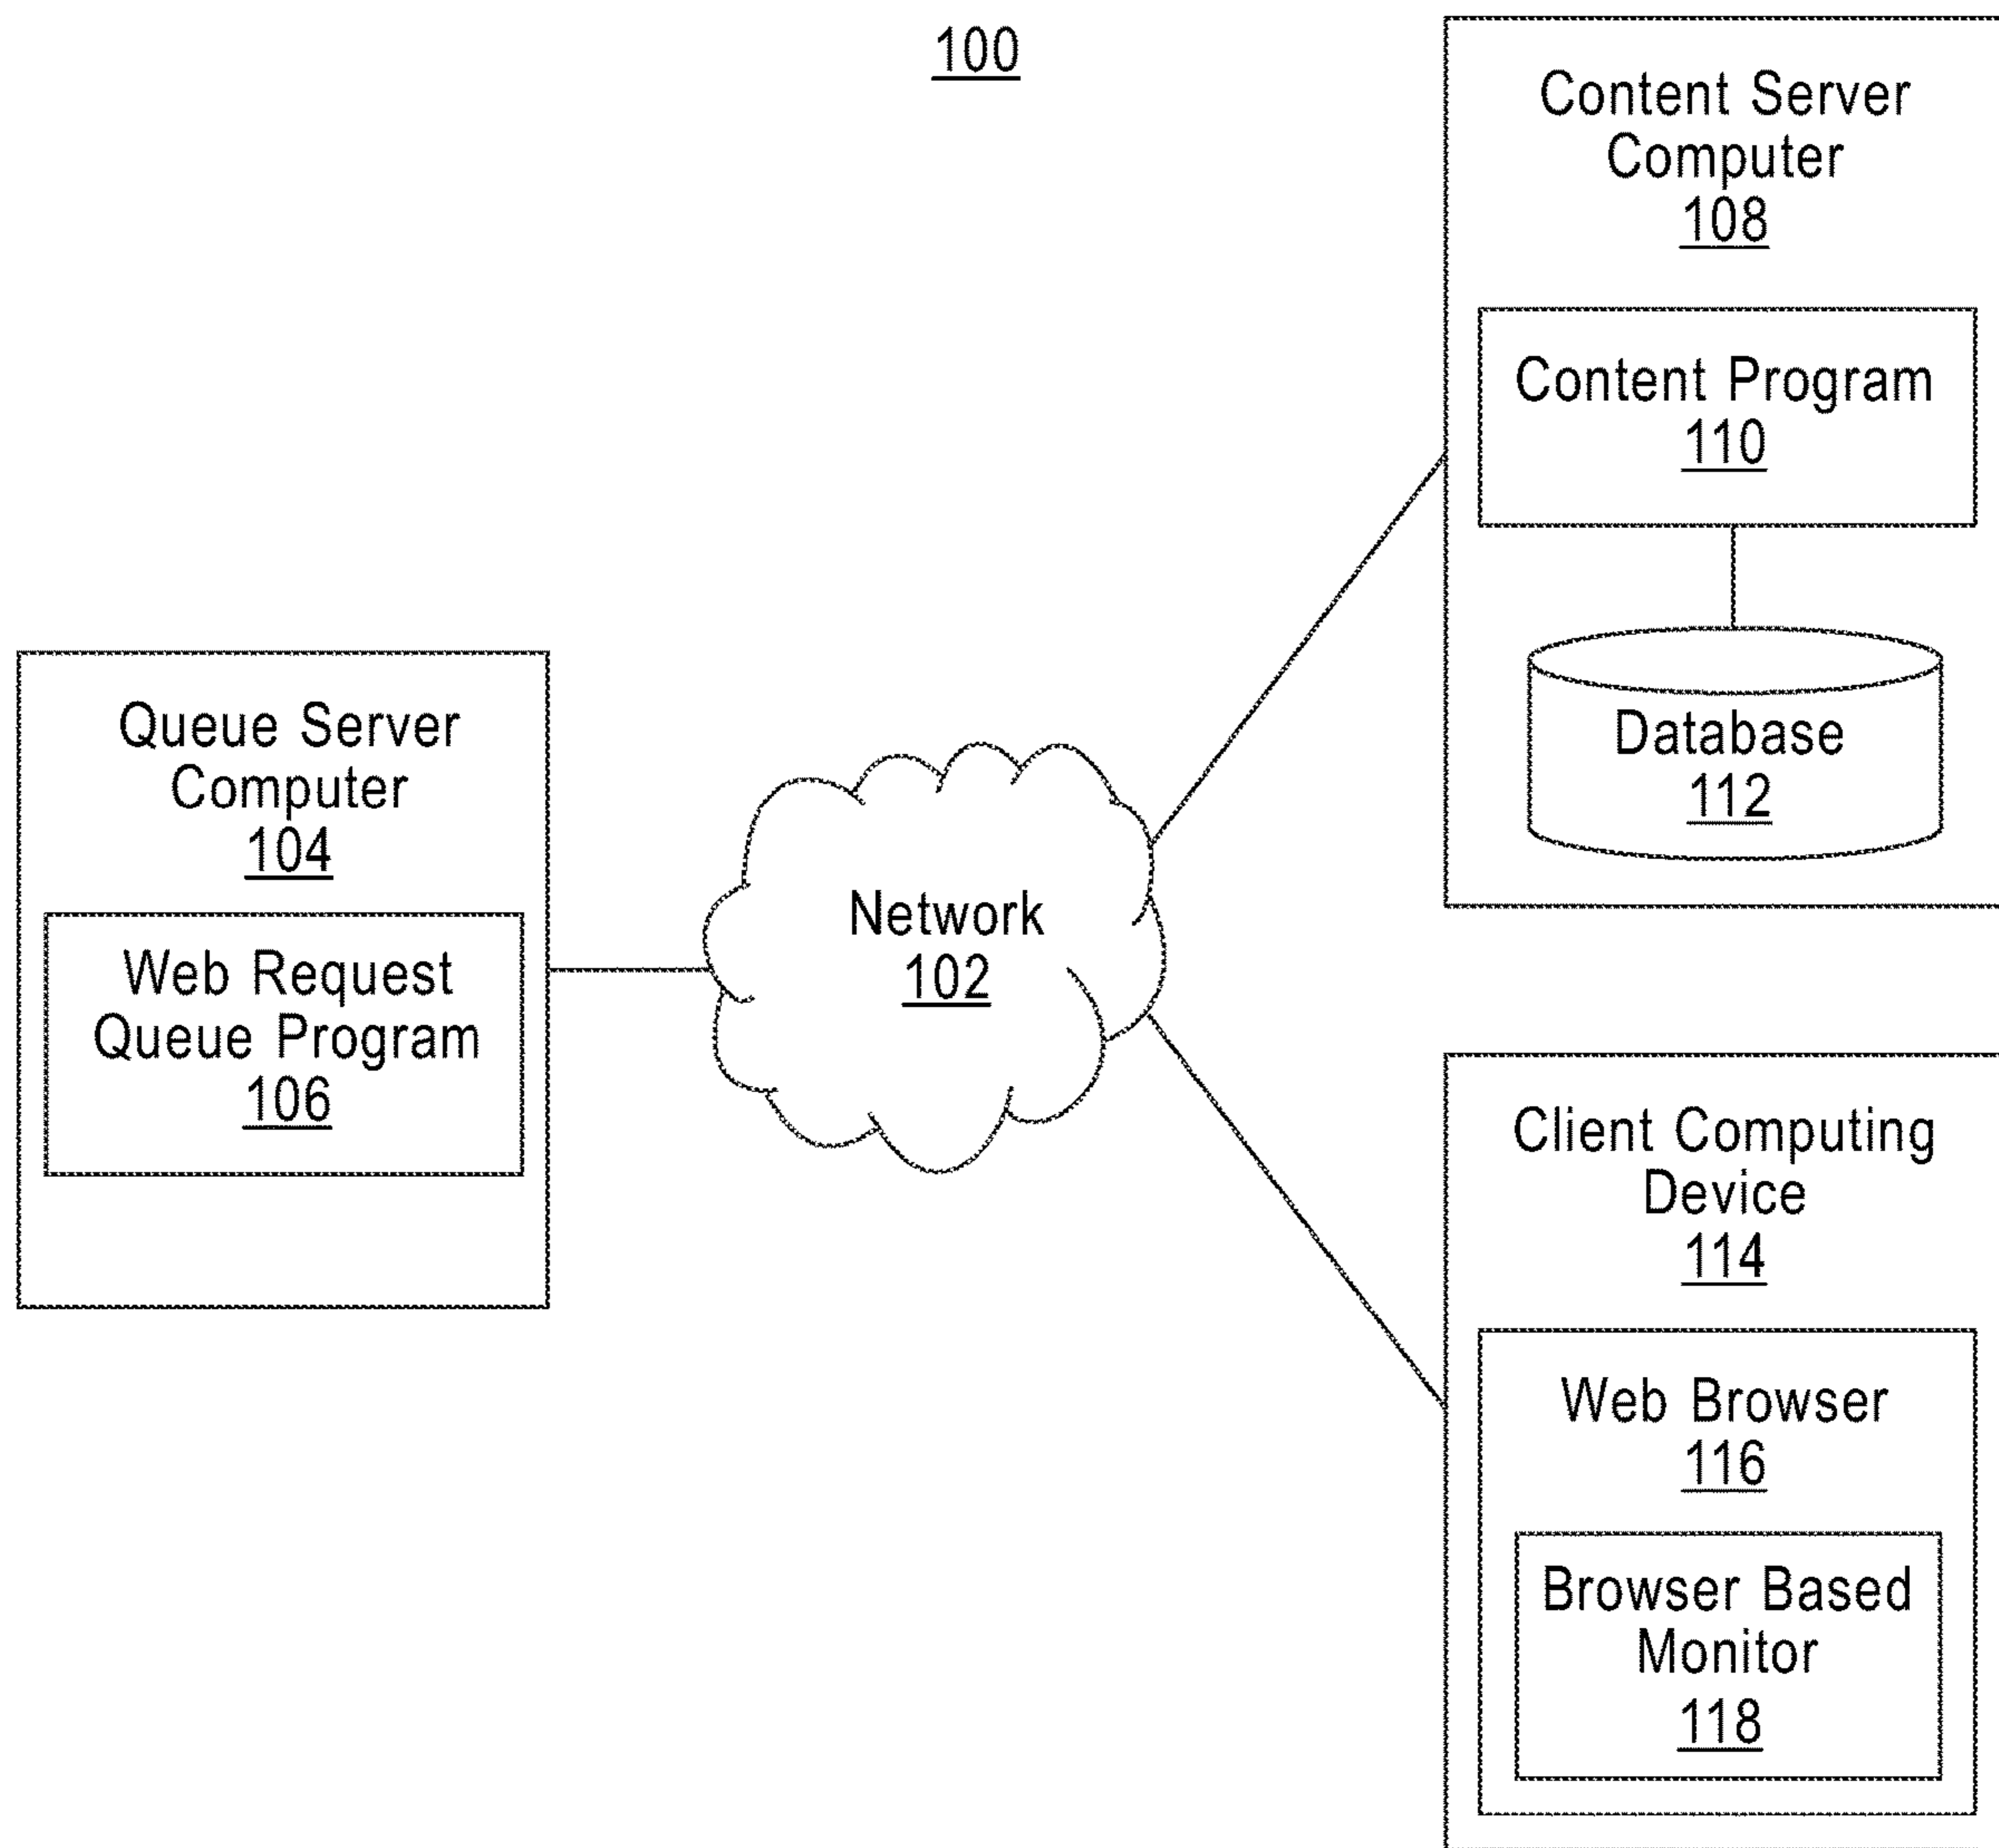 100
Content Server
Computer
108
Content Program
110
Database
112
Queue Server
Computer
104
Web Request
Queue Program
106
Network
102
Client Computing
Device
114
Web Browser
116
Browser Based
Monitor
118